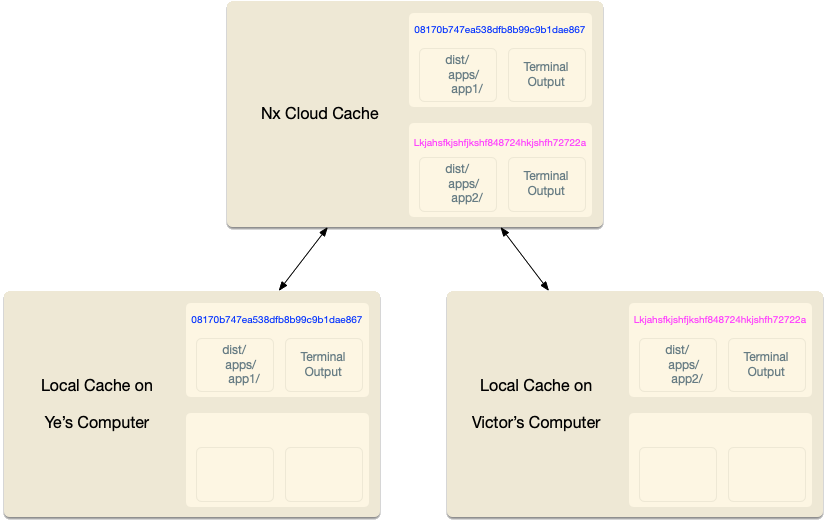 Nx Cloud Cache
08170b747ea538dfb8b99c9b1dae867
dist/
apps/
app1/
Terminal
Output
Lkjahsfkjshfjkshf848724hkjshfh72722a
dist/
apps/
app2/
Terminal
Output
Local Cache on
Ye's Computer
08170b747ea538dfb8b99c9b1dae867
dist/
apps/
app1/
Terminal
Output
Local Cache on
Victor's Computer
Lkjahsfkjshfjkshf848724hkjshfh72722a
dist/
apps/
app2/
Terminal
Output